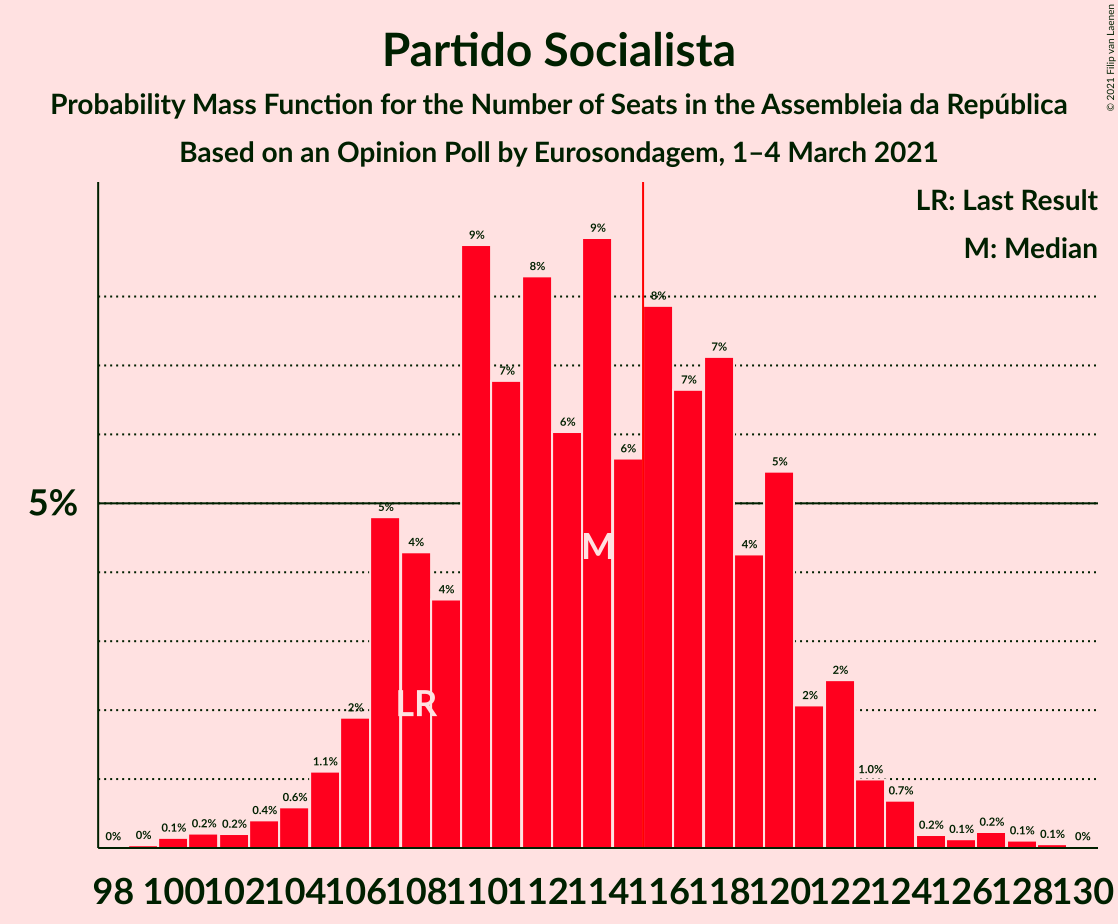 Partido Socialista
Probability Mass Function for the Number of Seats in the Assembleia da República
Based on an Opinion Poll by Eurosondagem, 1–4 March 2021
© 2021 Filip van Laenen
LR: Last Result
M: Median
5%
0% 0% 0.1% 0.2% 0.2% 0.4% 0.6% 1.1% 2% 5% 4% 4% 9% 7% 8% 6% 9% 6% 8% 7% 7% 4% 5% 2% 2% 1.0% 0.7% 0.2% 0.1% 0.2% 0.1% 0.1% 0%
M
LR
98 100 102 104 106 108 110 112 114 116 118 120 122 124 126 128 130